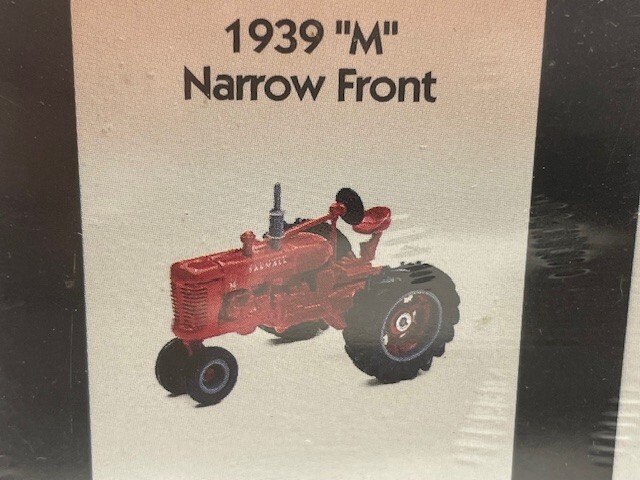 1939 "M"
Narrow Front
FARMALL
M